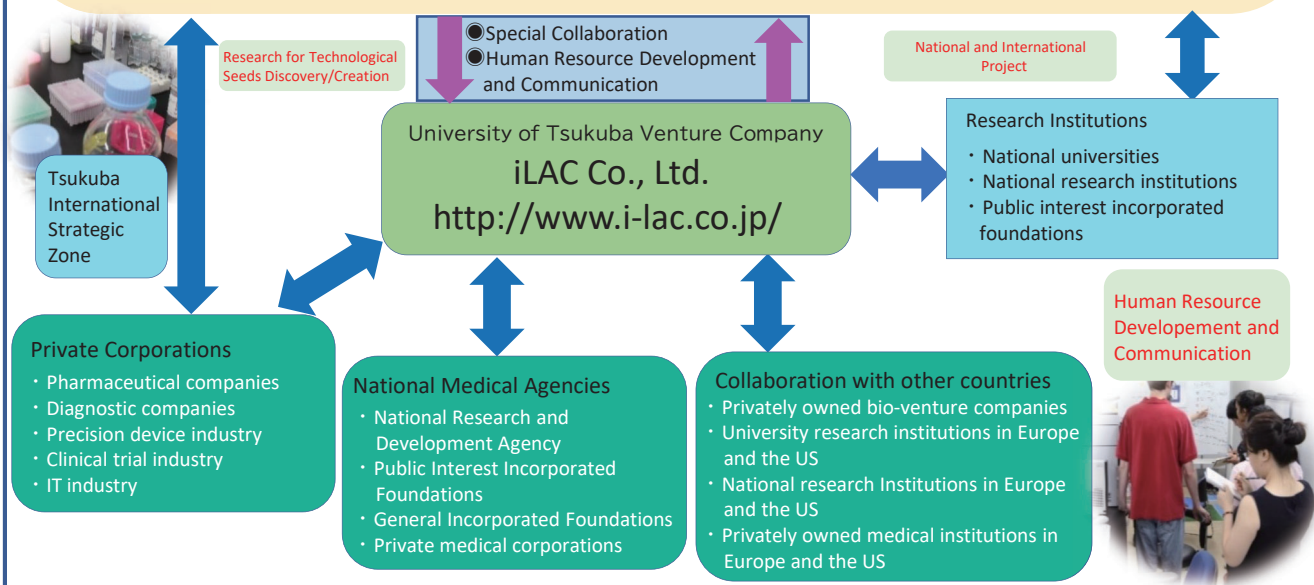 Research for Technological
Seeds Discovery/Creation
◉Special Collaboration
◉Human Resource Development
and Communication
National and International
Project
University of Tsukuba Venture Company
iLAC Co., Ltd.
http://www.i-lac.co.jp/
Research Institutions
・National universities
・National research institutions
・Public interest incorporated
foundations
Tsukuba
International
Strategic
Zone
Human Resource
Developement and
Communication
Private Corporations
・Pharmaceutical companies
・Diagnostic companies
・Precision device industry
・Clinical trial industry
・IT industry
National Medical Agencies
・National Research and
Development Agency
・Public Interest Incorporated
Foundations
・General Incorporated Foundations
・Private medical corporations
Collaboration with other countries
・Privately owned bio-venture companies
・University research institutions in Europe
and the US
・National research Institutions in Europe
and the US
・Privately owned medical institutions in
Europe and the US